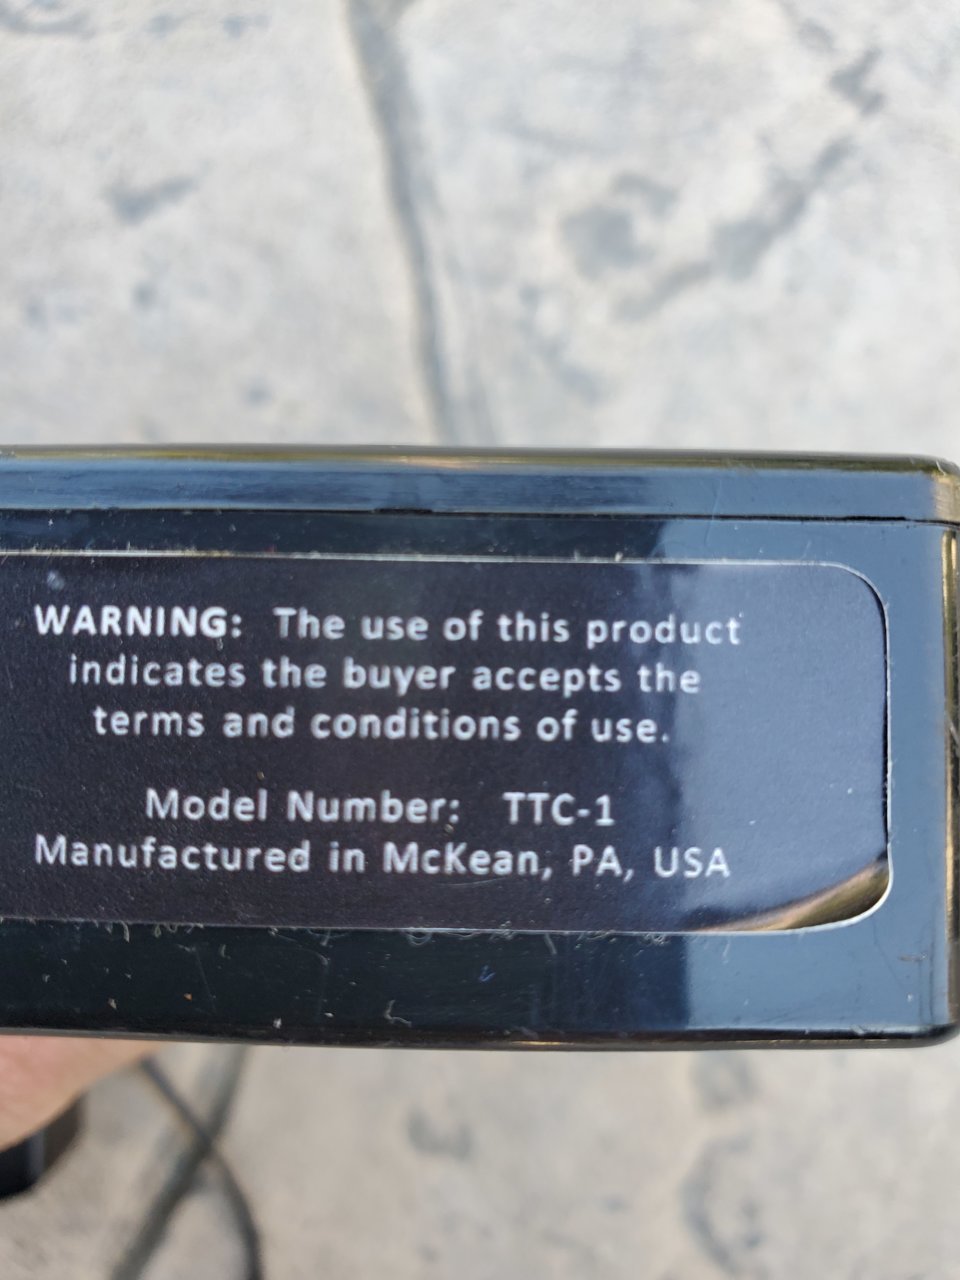 WARNING: The use of this product
indicates the buyer accepts the
terms and conditions of use.
Model Number: TTC-1
Manufactured in McKean, PA, USA